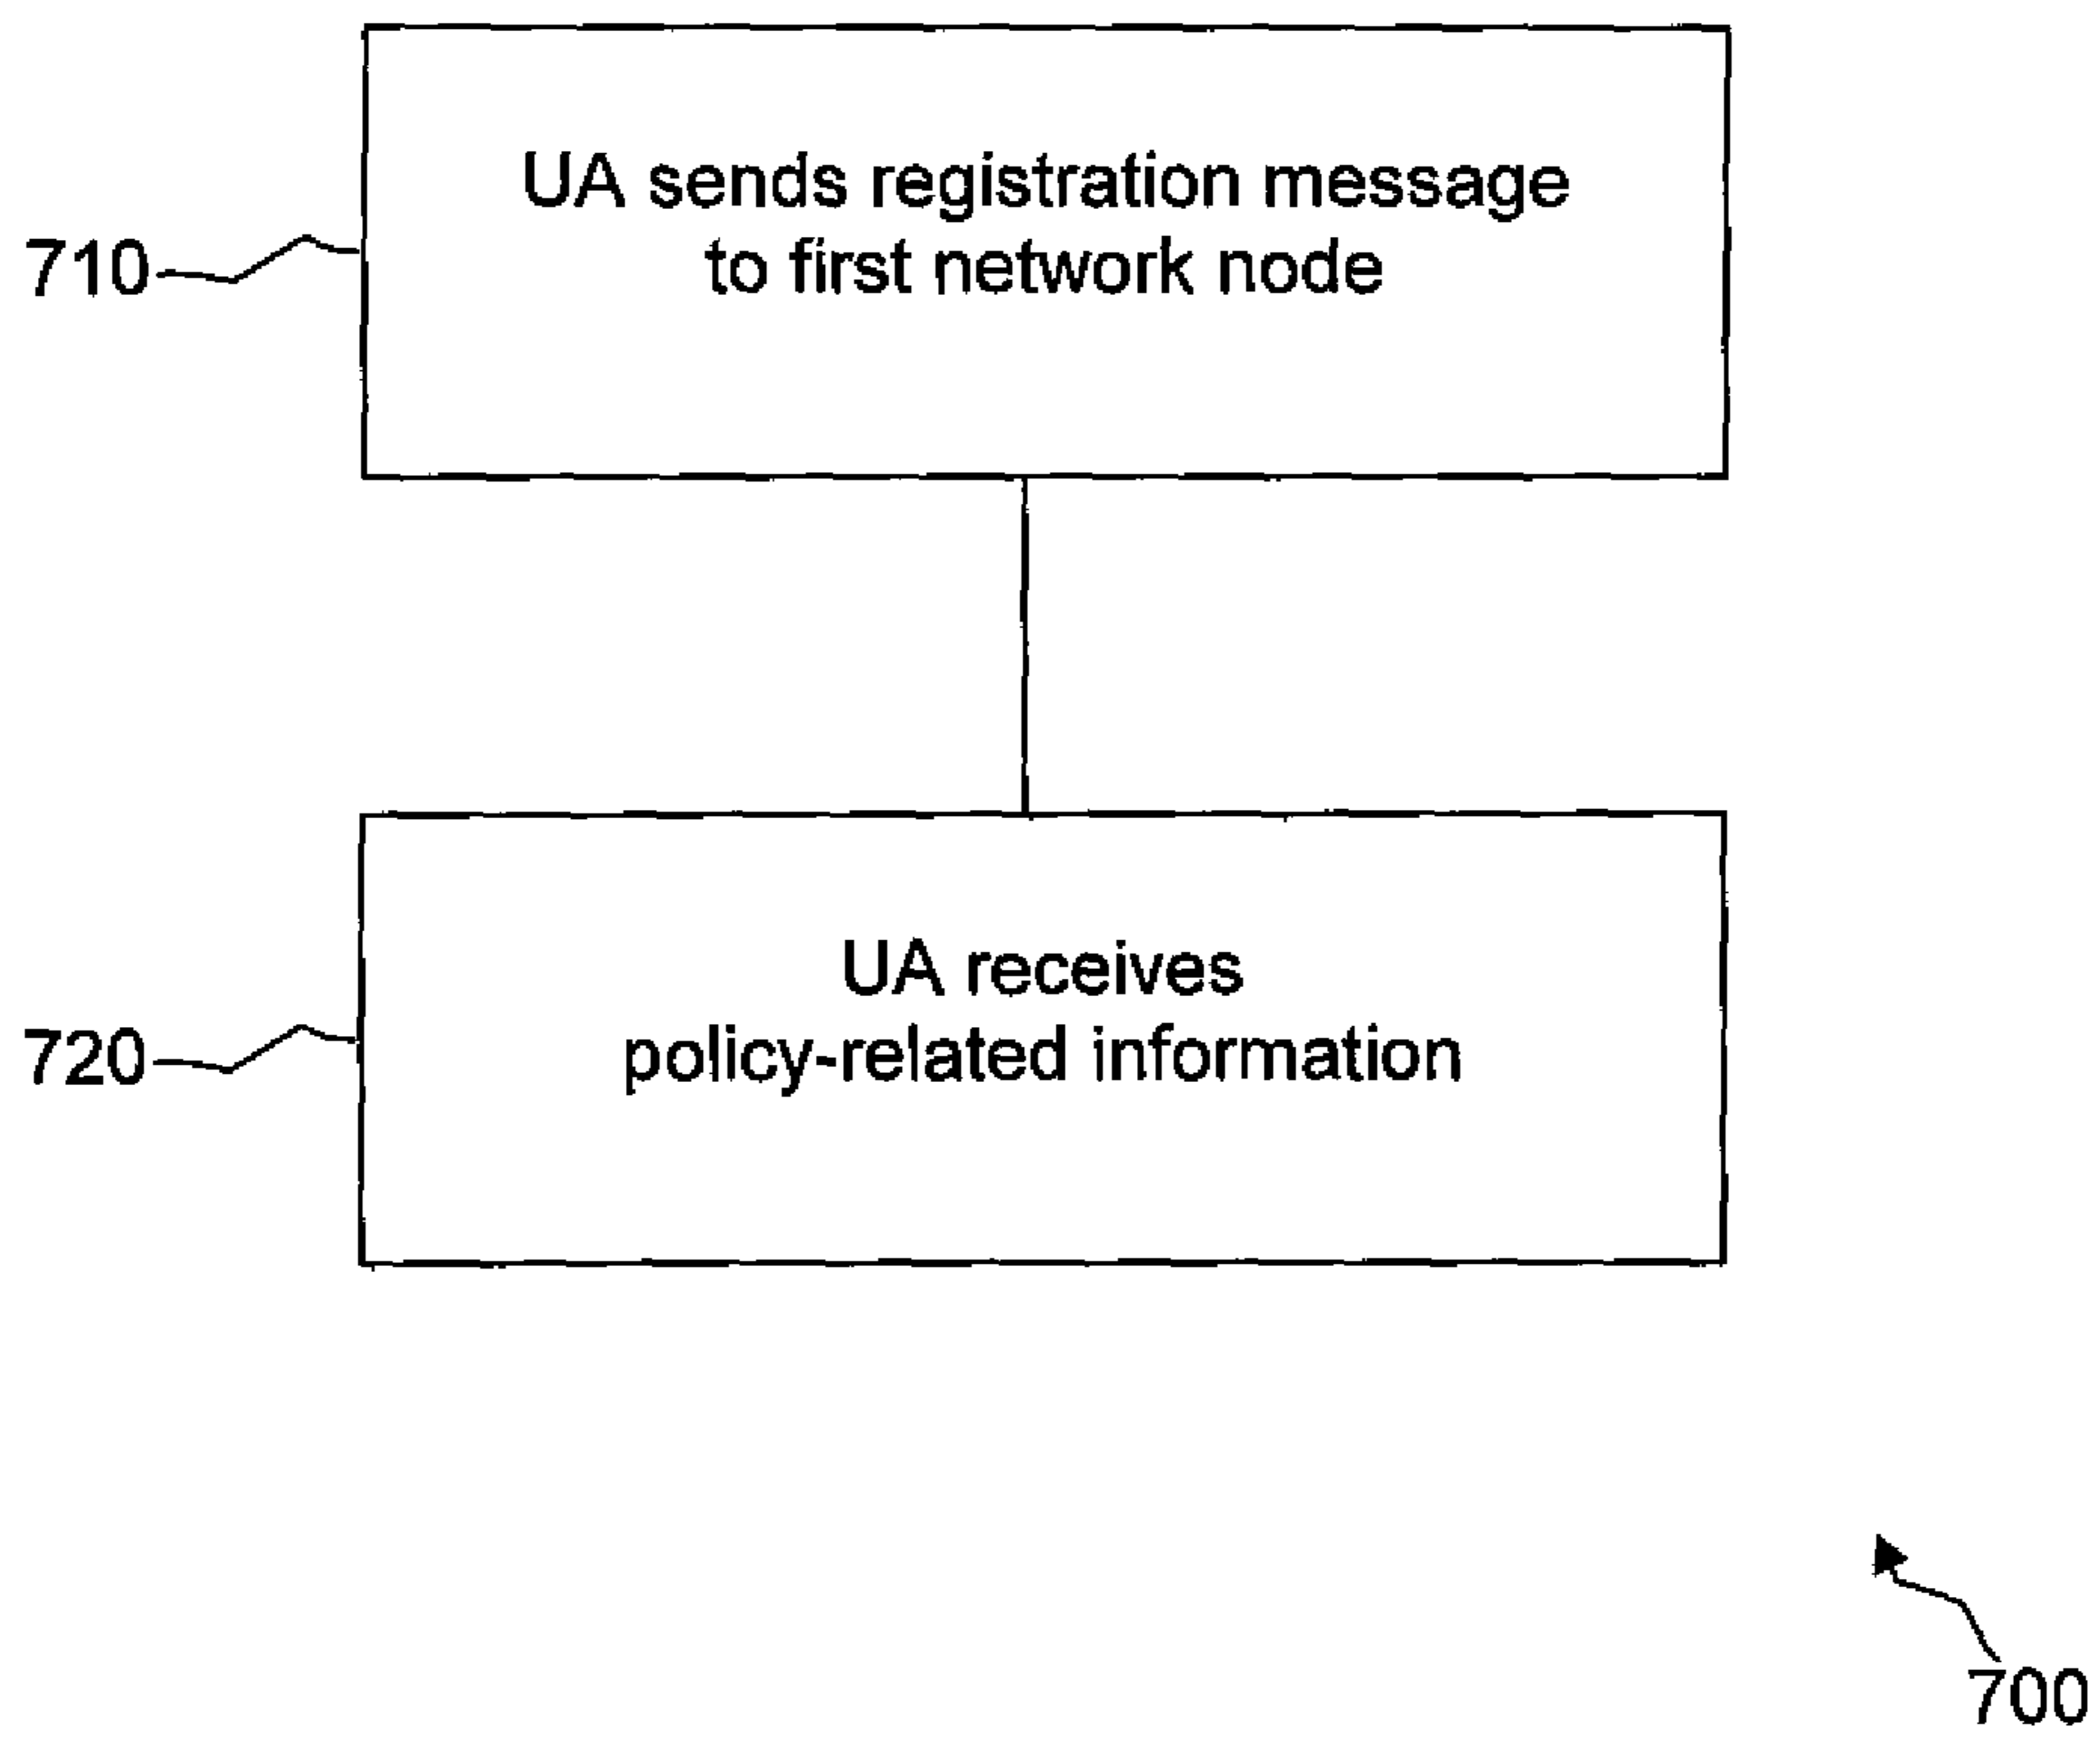 UA sends registration message
to first network node
710
UA receives
policy-related information
720
700